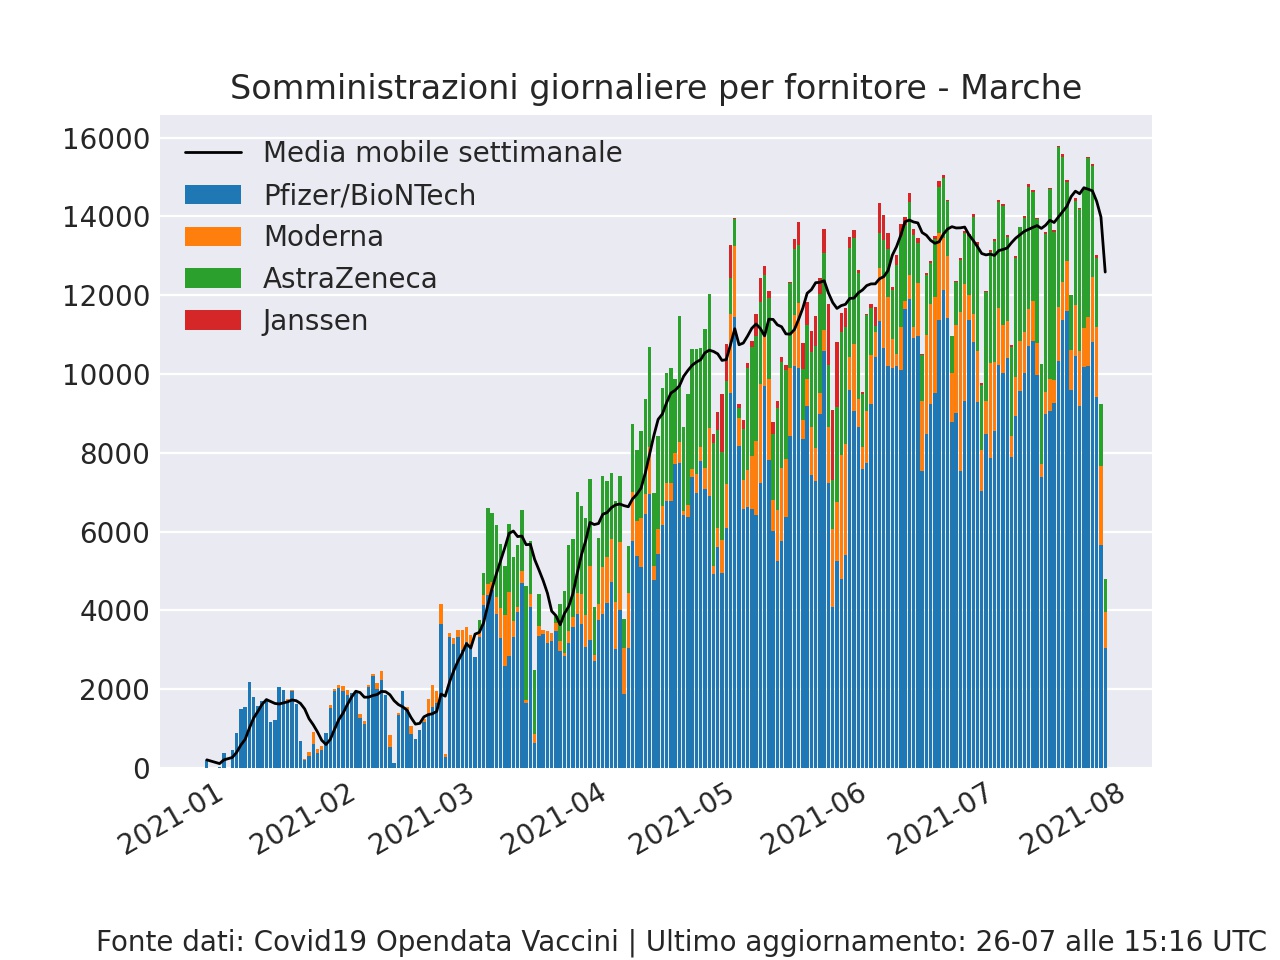 Somministrazioni giornaliere per fornitore - Marche
16000
14000
12000
10000
8000
6000
4000
2000
0
Media mobile settimanale
Pfizer/BioNTech
Moderna
AstraZeneca
Janssen
2021-01
2021-02
2021-03
2021-04
2021-05
2021-06
2021-07
2021-08
Fonte dati: Covid19 Opendata Vaccini | Ultimo aggiornamento: 26-07 alle 15:16 UTC